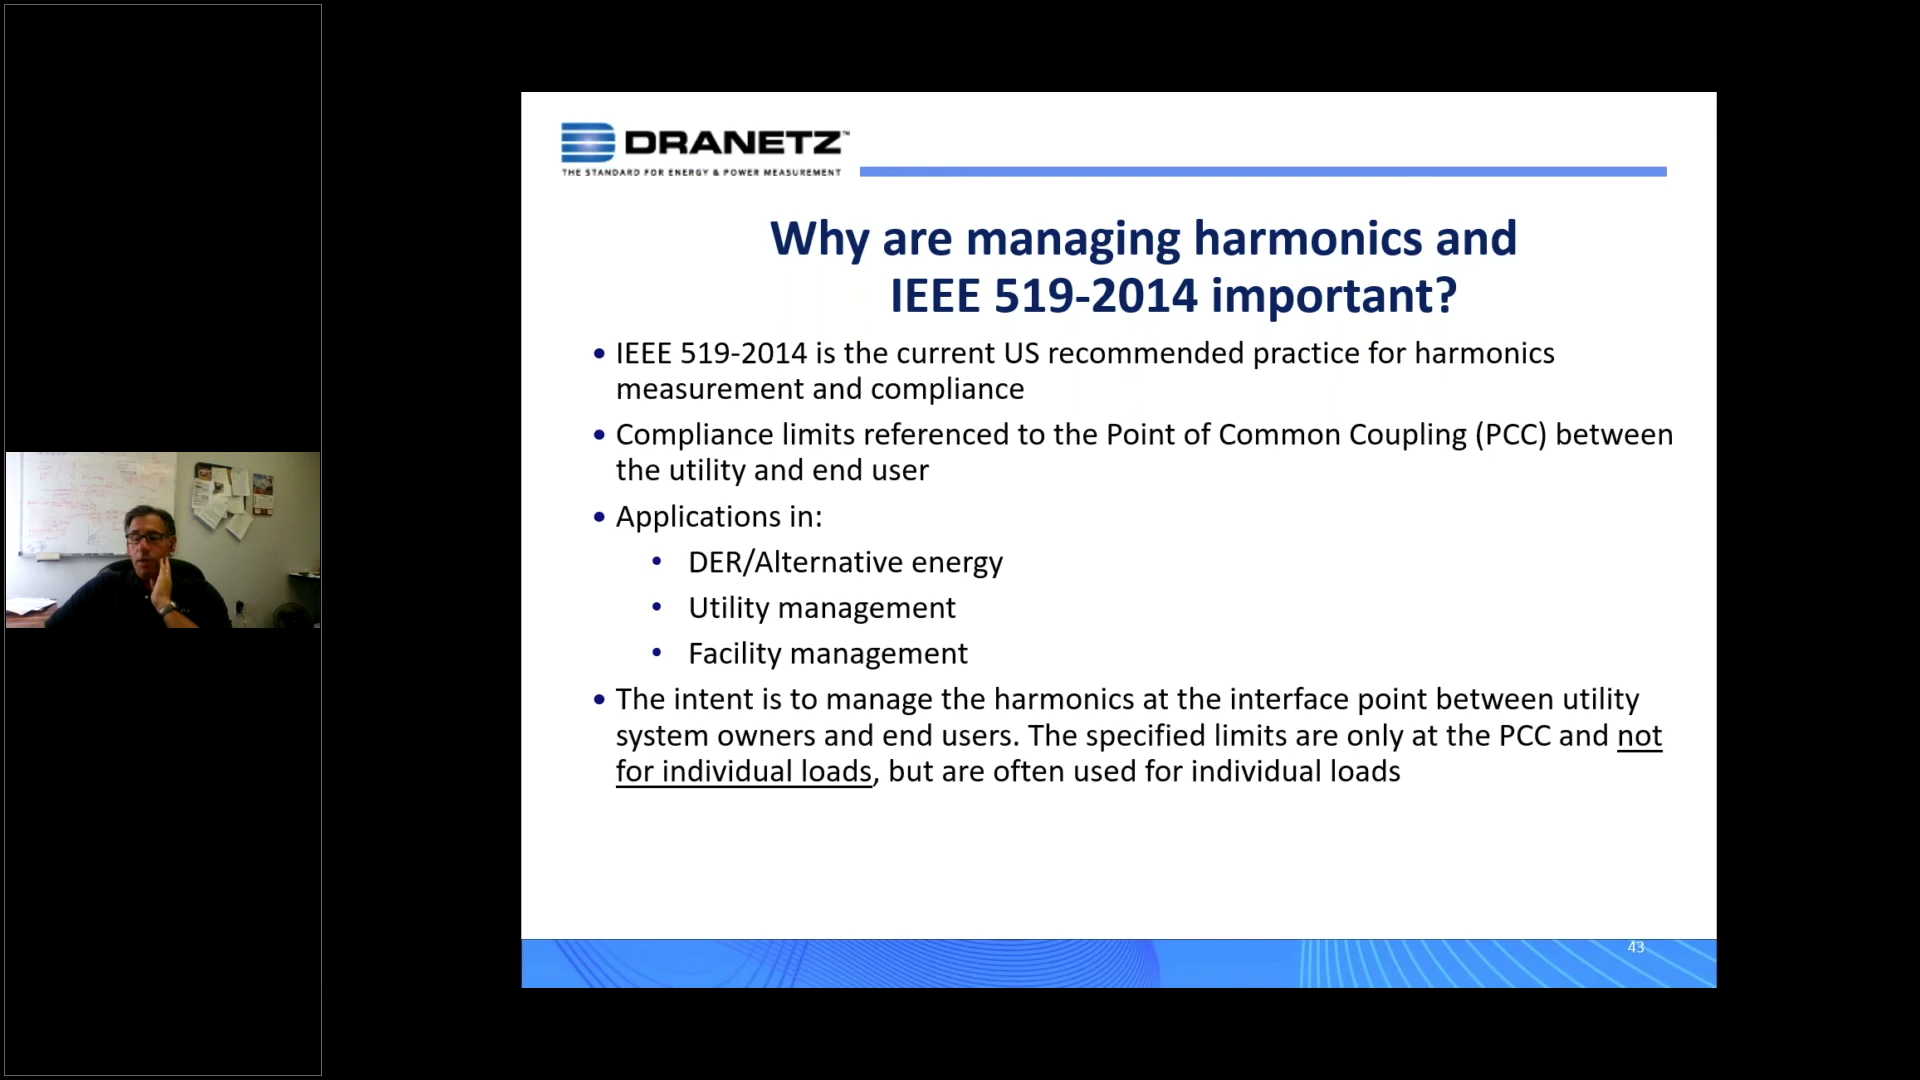 DRANETZ™
THE STANDARD FOR ENERGY & POWER MEASUREMENT
Why are managing harmonics and
IEEE 519-2014 important?
• IEEE 519-2014 is the current US recommended practice for harmonics
measurement and compliance
• Compliance limits referenced to the Point of Common Coupling (PCC) between
the utility and end user
• Applications in:
• DER/Alternative energy
• Utility management
• Facility management
• The intent is to manage the harmonics at the interface point between utility
system owners and end users. The specified limits are only at the PCC and not
for individual loads, but are often used for individual loads
43